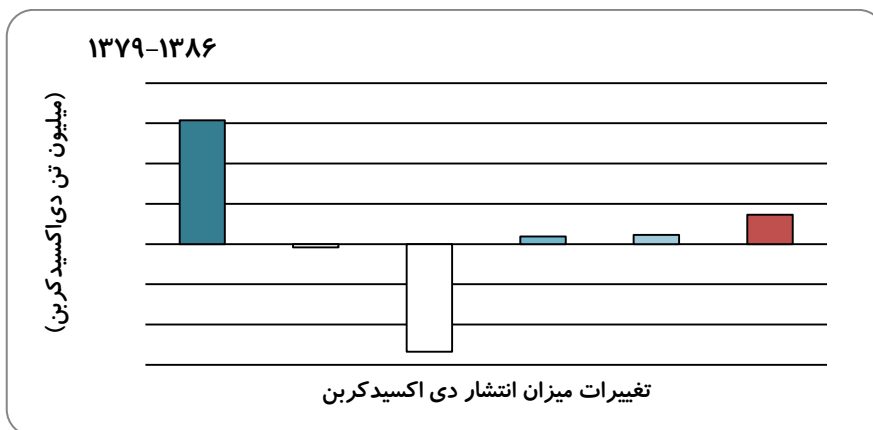 ۱۳۷۹-۱۳۸۶
(میلیون تن دی‌اکسیدکربن)
تغییرات میزان انتشار دی اکسیدکربن